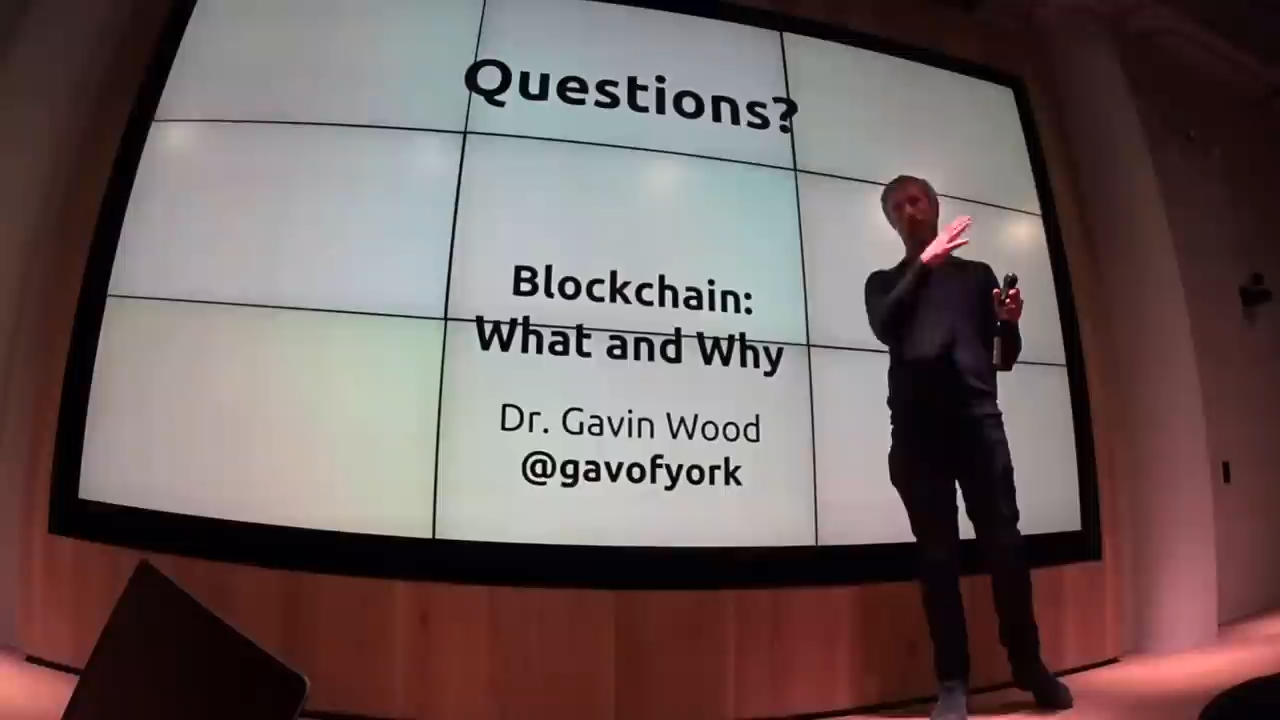 Questions?
Blockchain:
What and Why
Dr. Gavin Wood
@gavofyork